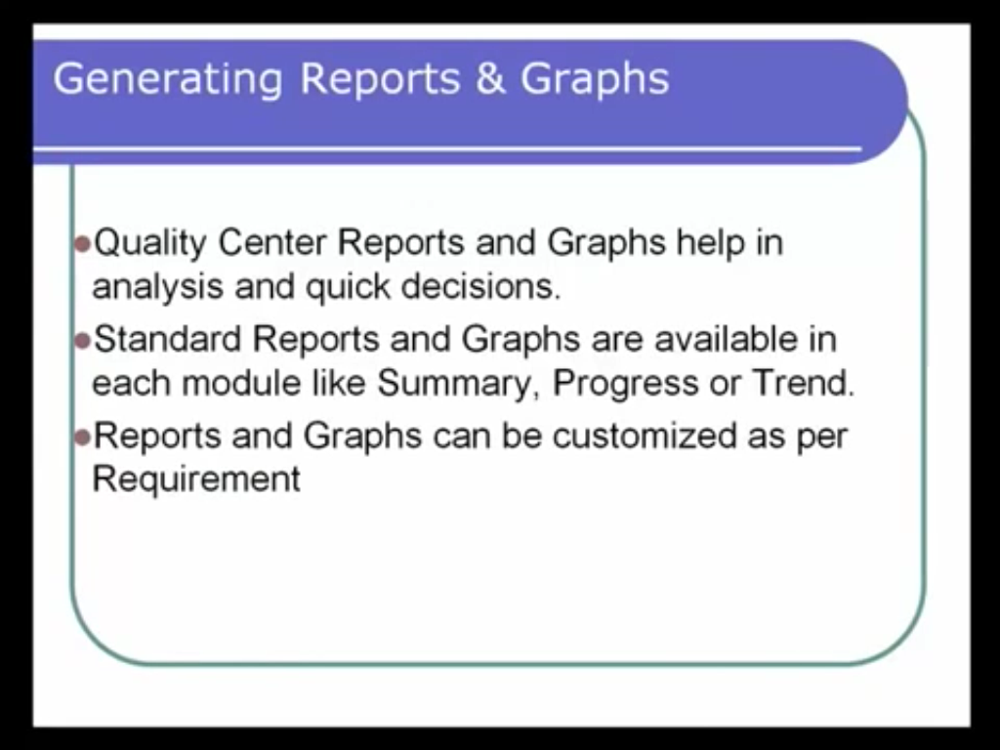 Generating Reports & Graphs
●Quality Center Reports and Graphs help in
analysis and quick decisions.
●Standard Reports and Graphs are available in
each module like Summary, Progress or Trend.
●Reports and Graphs can be customized as per
Requirement